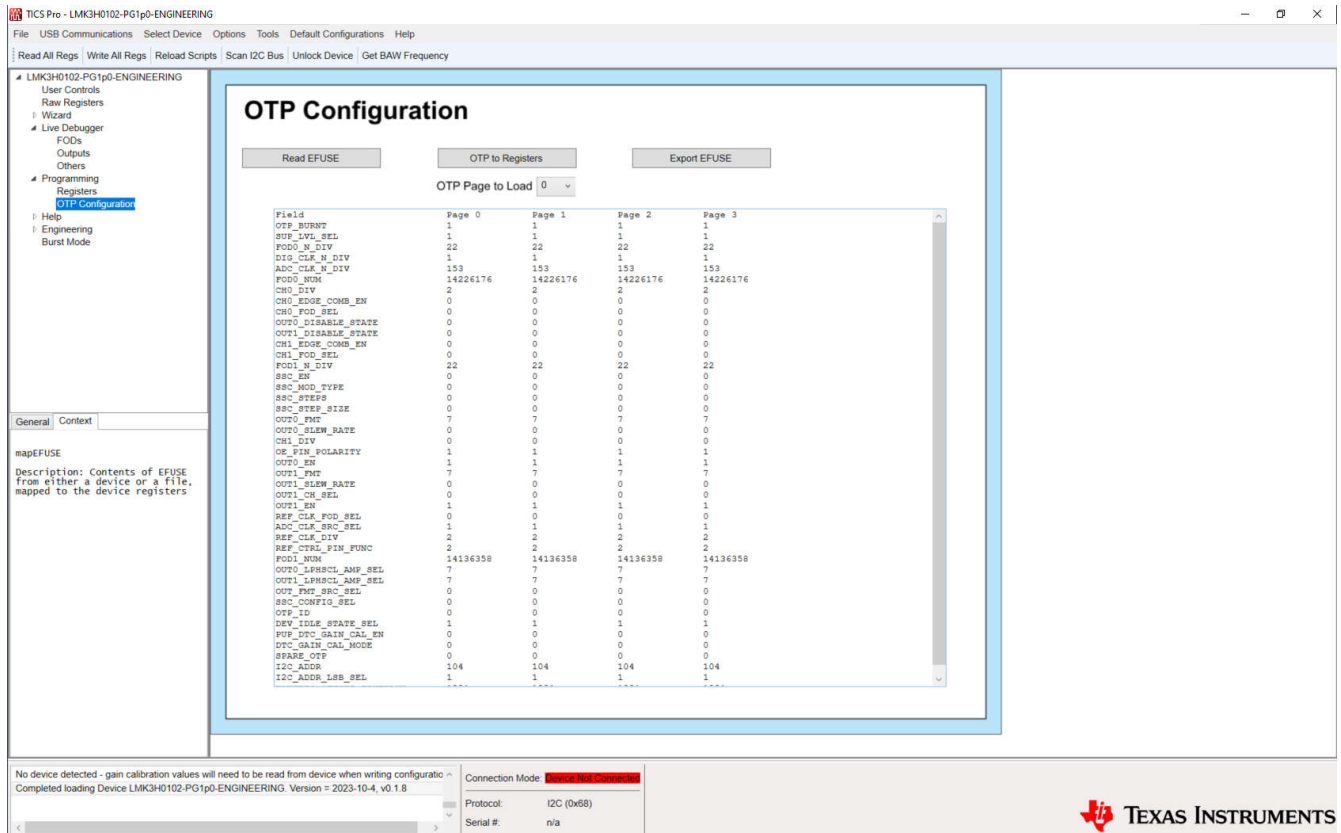 TICS Pro - LMK3H0102-PG1p0-ENGINEERING
File USB Communications Select Device Options Tools Default Configurations Help
Read All Regs Write All Regs Reload Scripts Scan I2C Bus Unlock Device Get BAW Frequency
LMK3H0102-PG1p0-ENGINEERING
User Controls
Raw Registers
Wizard
Live Debugger
FODs
Outputs
Others
Programming
Registers
OTP Configuration
Help
Engineering
Burst Mode
General Context
mapEFUSE
Description: Contents of EFUSE
from either a device or a file,
mapped to the device registers
OTP Configuration
Read EFUSE OTP to Registers Export EFUSE
OTP Page to Load 0
Field Page 0 Page 1 Page 2 Page 3
OTP_BURNT 1 1 1 1
SUP_LVL_SEL 1 1 1 1
FOD0_N_DIV 22 22 22 22
DIG_CLK_N_DIV 1 1 1 1
ADC_CLK_N_DIV 153 153 153 153
FOD0_NUM 14226176 14226176 14226176 14226176
CH0_DIV 2 2 2 2
CH0_EDGE_COMB_EN 0 0 0 0
CH0_FOD_SEL 0 0 0 0
OUT0_DISABLE_STATE 0 0 0 0
OUT1_DISABLE_STATE 0 0 0 0
CH1_EDGE_COMB_EN 0 0 0 0
CH1_FOD_SEL 0 0 0 0
FOD1_N_DIV 22 22 22 22
SSC_EN 0 0 0 0
SSC_MOD_TYPE 0 0 0 0
SSC_STEPS 0 0 0 0
SSC_STEP_SIZE 0 0 0 0
OUT0_FMT 7 7 7 7
OUT0_SLEW_RATE 0 0 0 0
CH1_DIV 0 0 0 0
OE_PIN_POLARITY 1 1 1 1
OUT0_EN 1 1 1 1
OUT1_FMT 7 7 7 7
OUT1_SLEW_RATE 0 0 0 0
OUT1_CH_SEL 0 0 0 0
OUT1_EN 1 1 1 1
REF_CLK_FOD_SEL 0 0 0 0
ADC_CLK_SRC_SEL 1 1 1 1
REF_CLK_DIV 2 2 2 2
REF_CTRL_PIN_FUNC 2 2 2 2
FOD1_NUM 14136358 14136358 14136358 14136358
OUT0_LPHSCL_AMP_SEL 7 7 7 7
OUT1_LPHSCL_AMP_SEL 7 7 7 7
OUT_FMT_SRC_SEL 0 0 0 0
SSC_CONFIG_SEL 0 0 0 0
OTP_ID 0 0 0 0
DEV_IDLE_STATE_SEL 1 1 1 1
PUP_DTC_GAIN_CAL_EN 0 0 0 0
DTC_GAIN_CAL_MODE 0 0 0 0
SPARE_OTP 0 0 0 0
I2C_ADDR 104 104 104 104
I2C_ADDR_LSB_SEL 1 1 1 1
No device detected - gain calibration values will need to be read from device when writing configuratio
Completed loading Device LMK3H0102-PG1p0-ENGINEERING. Version = 2023-10-4, v0.1.8
Connection Mode: Device Not Connected
Protocol: I2C (0x68)
Serial #: n/a
TEXAS INSTRUMENTS